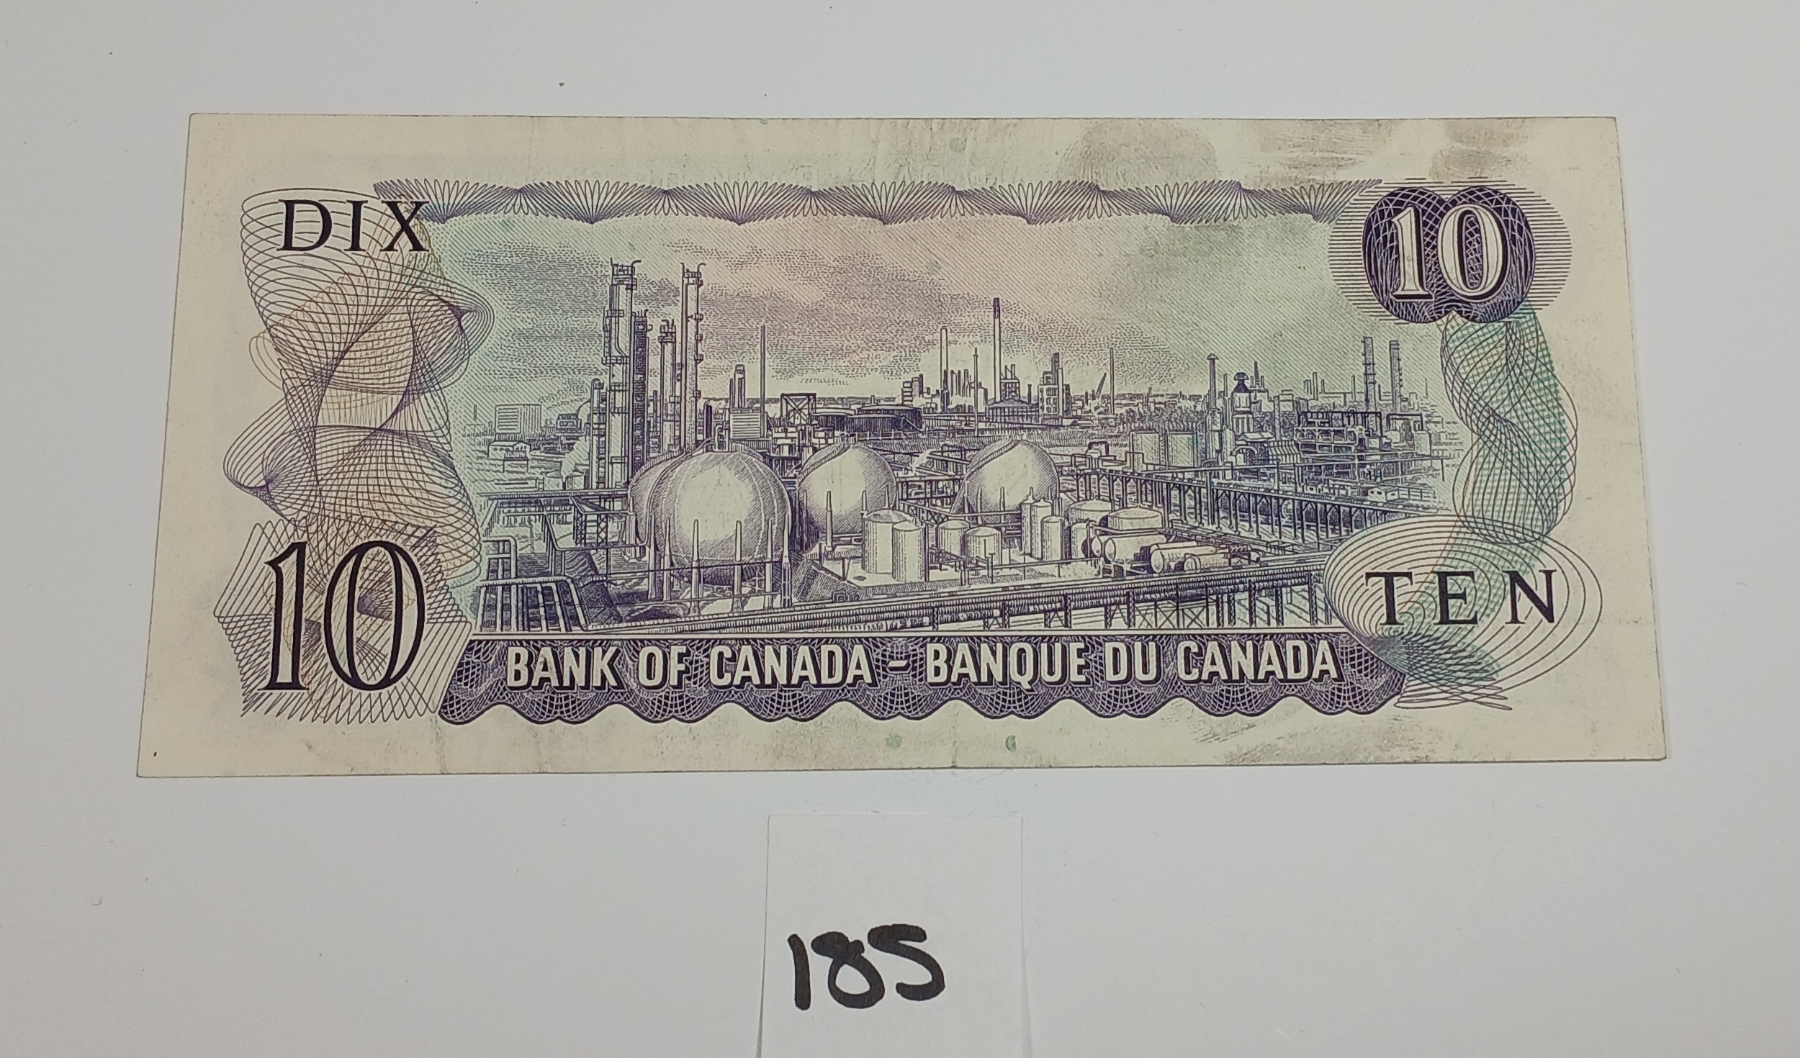 DIX
10
10
TEN
BANK OF CANADA - BANQUE DU CANADA
185